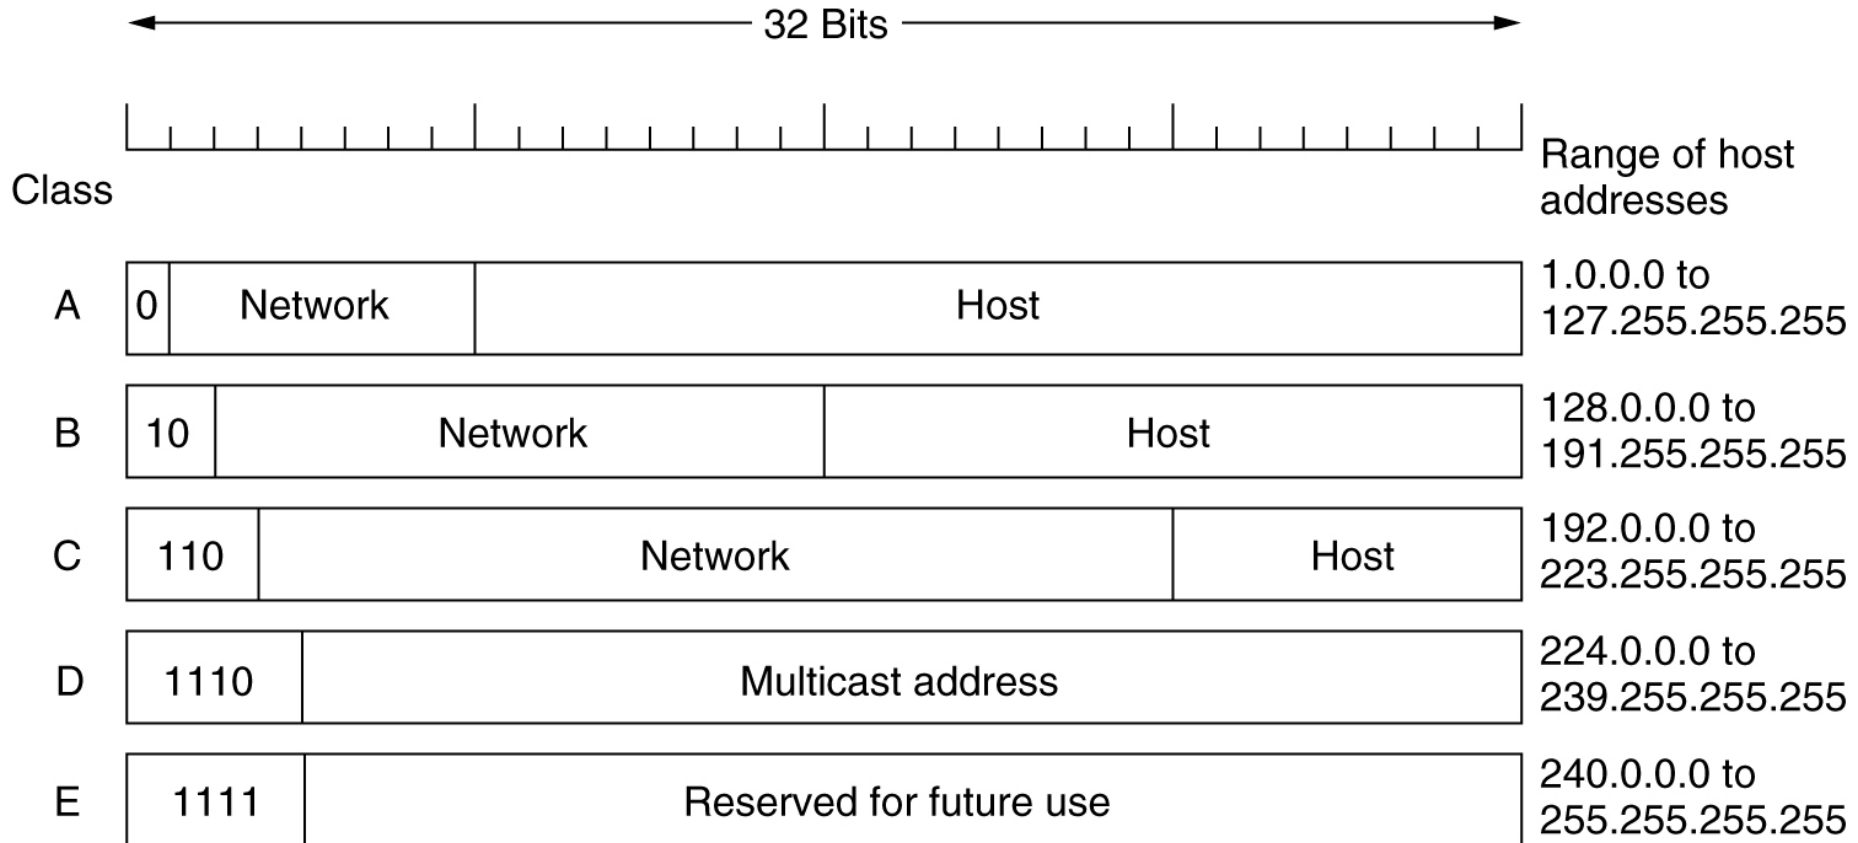 32 Bits
Range of host
addresses
Class
A 0 Network Host 1.0.0.0 to
127.255.255.255
B 10 Network Host 128.0.0.0 to
191.255.255.255
C 110 Network Host 192.0.0.0 to
223.255.255.255
D 1110 Multicast address 224.0.0.0 to
239.255.255.255
E 1111 Reserved for future use 240.0.0.0 to
255.255.255.255